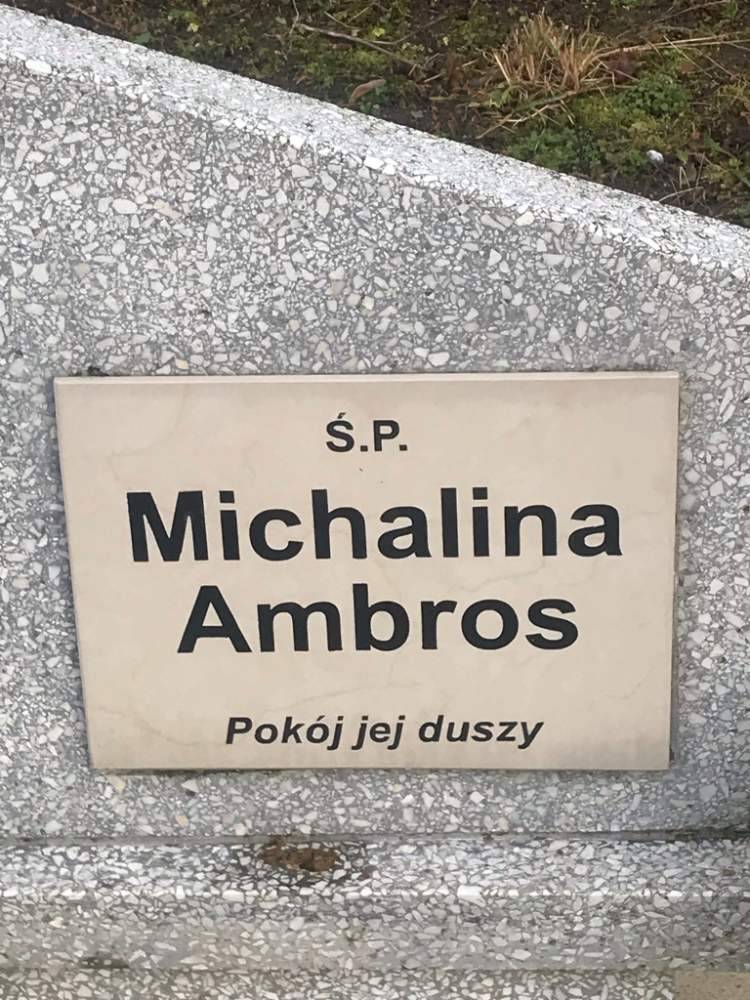 Ś.P.
Michalina
Ambros
Pokój jej duszy